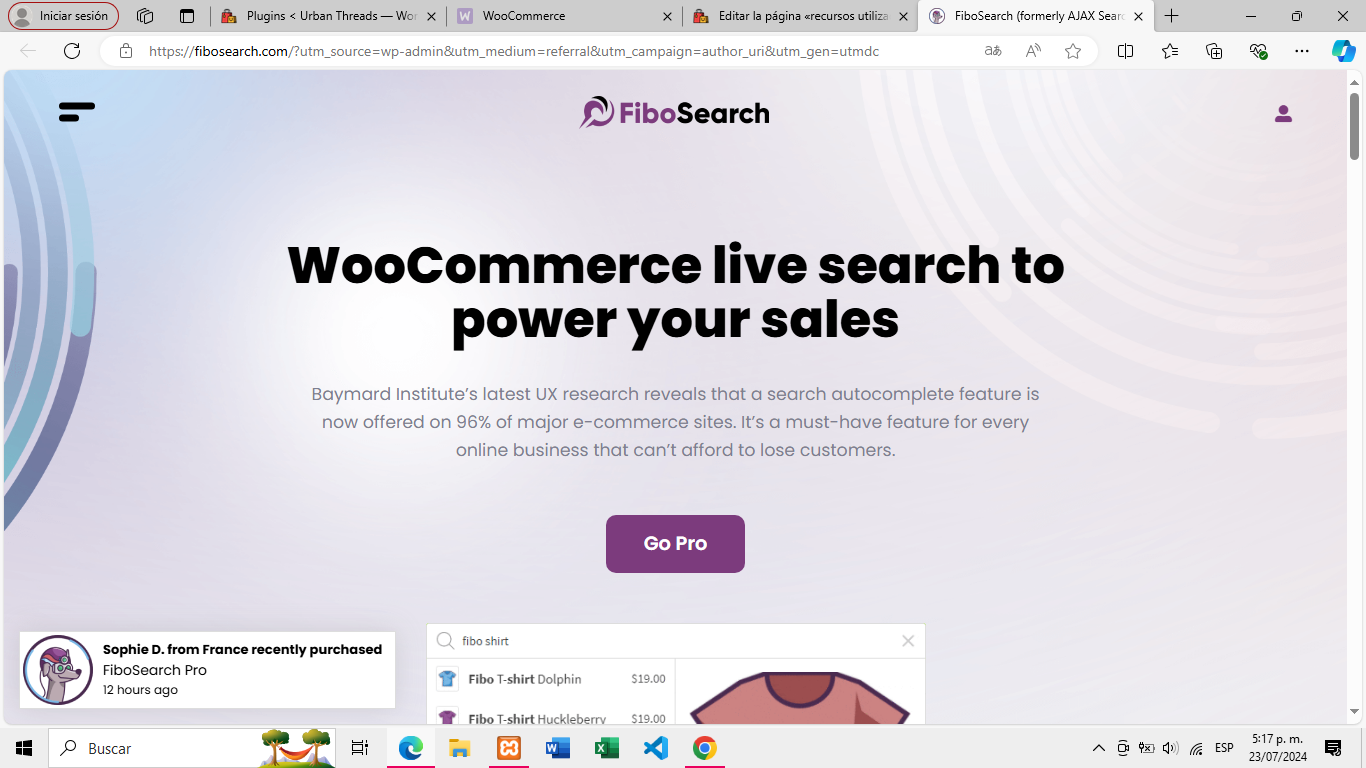 Iniciar sesión
Plugins < Urban Threads — Wor
WooCommerce
Editar la página «recursos utiliza
FiboSearch (formerly AJAX Searc
https://fibosearch.com/?utm_source=wp-admin&utm_medium=referral&utm_campaign=author_uri&utm_gen=utmdc
FiboSearch
WooCommerce live search to
power your sales
Baymard Institute’s latest UX research reveals that a search autocomplete feature is
now offered on 96% of major e-commerce sites. It’s a must-have feature for every
online business that can’t afford to lose customers.
Go Pro
Sophie D. from France recently purchased
FiboSearch Pro
12 hours ago
fibo shirt
Fibo T-shirt Dolphin $19.00
Fibo T-shirt Huckleberry $19.00
Buscar
ESP
5:17 p. m.
23/07/2024